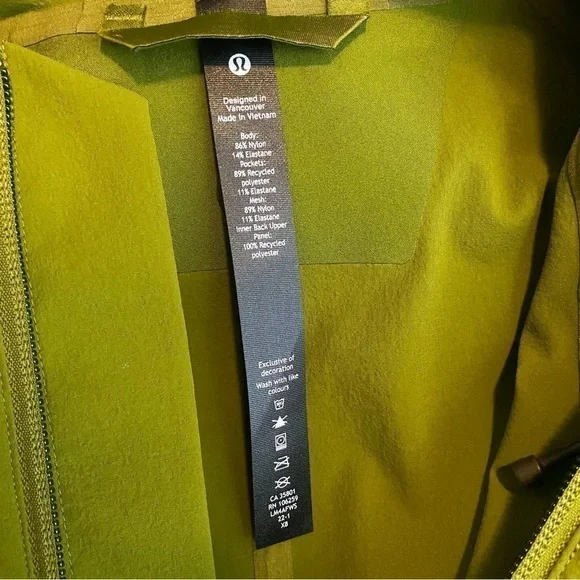 Designed in
Vancouver
Made in Vietnam
Body:
86% Nylon
14% Elastane
Pockets:
89% Recycled
polyester
11% Elastane
Mesh:
89% Nylon
11% Elastane
Inner Back Upper
Panel:
100% Recycled
polyester
Exclusive of
decoration
Wash with like
colours
CA 35801
RN 106259
LM4AFWS
22-1
X8